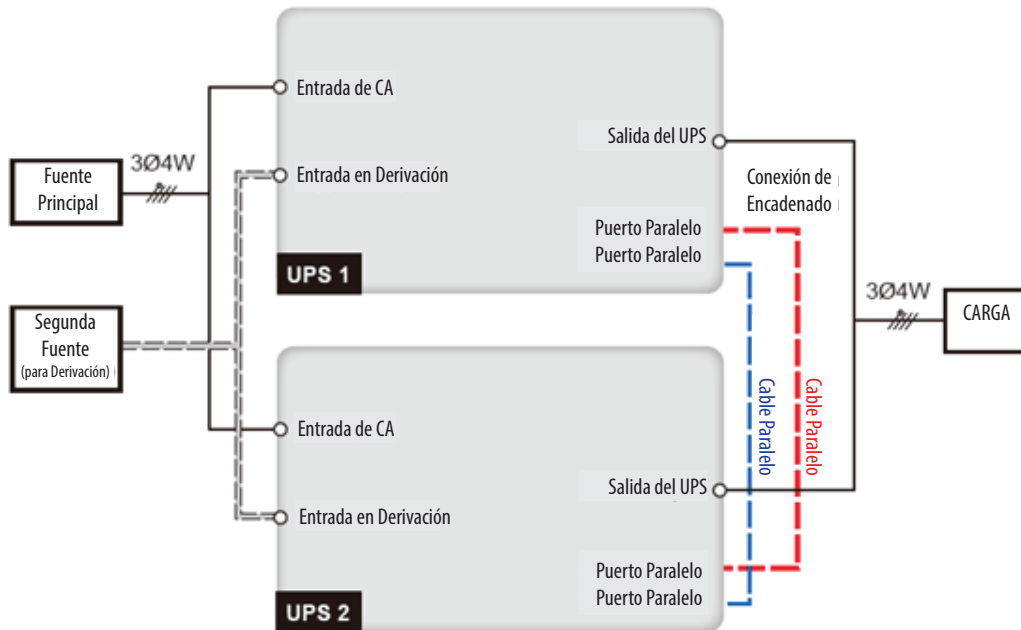 Entrada de CA
Salida del UPS
3Ø4W
Fuente
Principal
Entrada en Derivación
Conexión de
Encadenado
Puerto Paralelo
Puerto Paralelo
UPS 1
3Ø4W
CARGA
Segunda
Fuente
(para Derivación)
Cable Paralelo
Cable Paralelo
Entrada de CA
Salida del UPS
Entrada en Derivación
Puerto Paralelo
Puerto Paralelo
UPS 2